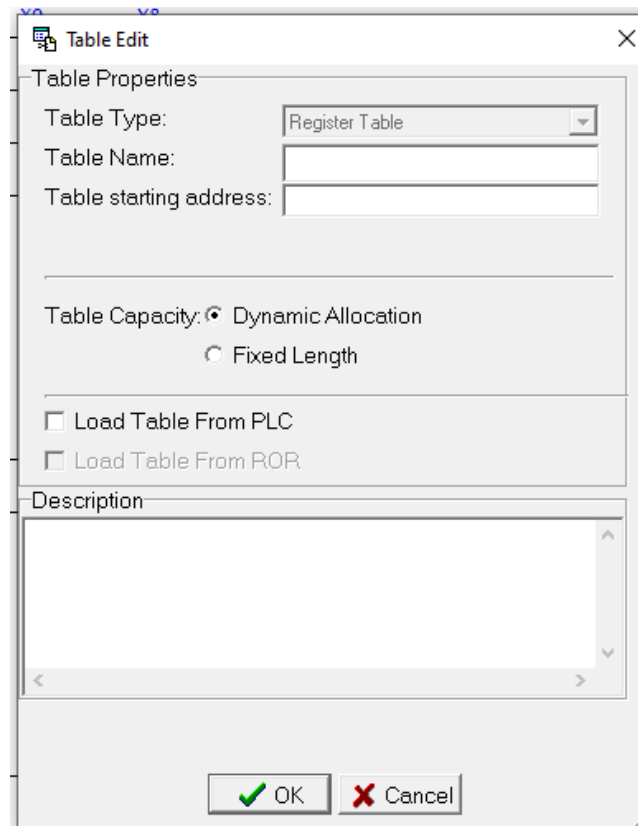 Table Edit
Table Properties
Table Type: Register Table
Table Name:
Table starting address:
Table Capacity: Dynamic Allocation
Fixed Length
Load Table From PLC
Load Table From ROR
Description
OK Cancel